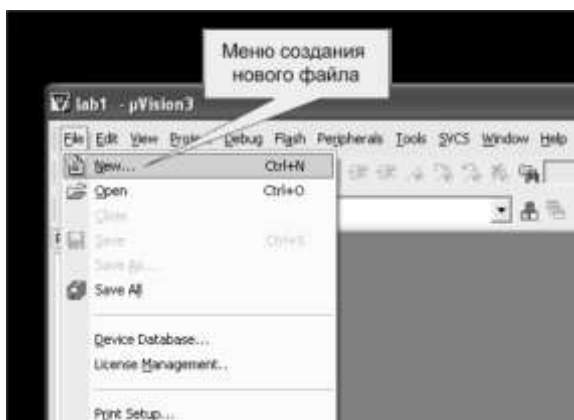 Меню создания
нового файла
lab1 - µVision3
File Edit View Project Debug Flash Peripherals Tools SVCS Window Help
New... Ctrl+N
Open Ctrl+O
Close
Save Ctrl+S
Save As...
Save All
Device Database...
License Management...
Print Setup...